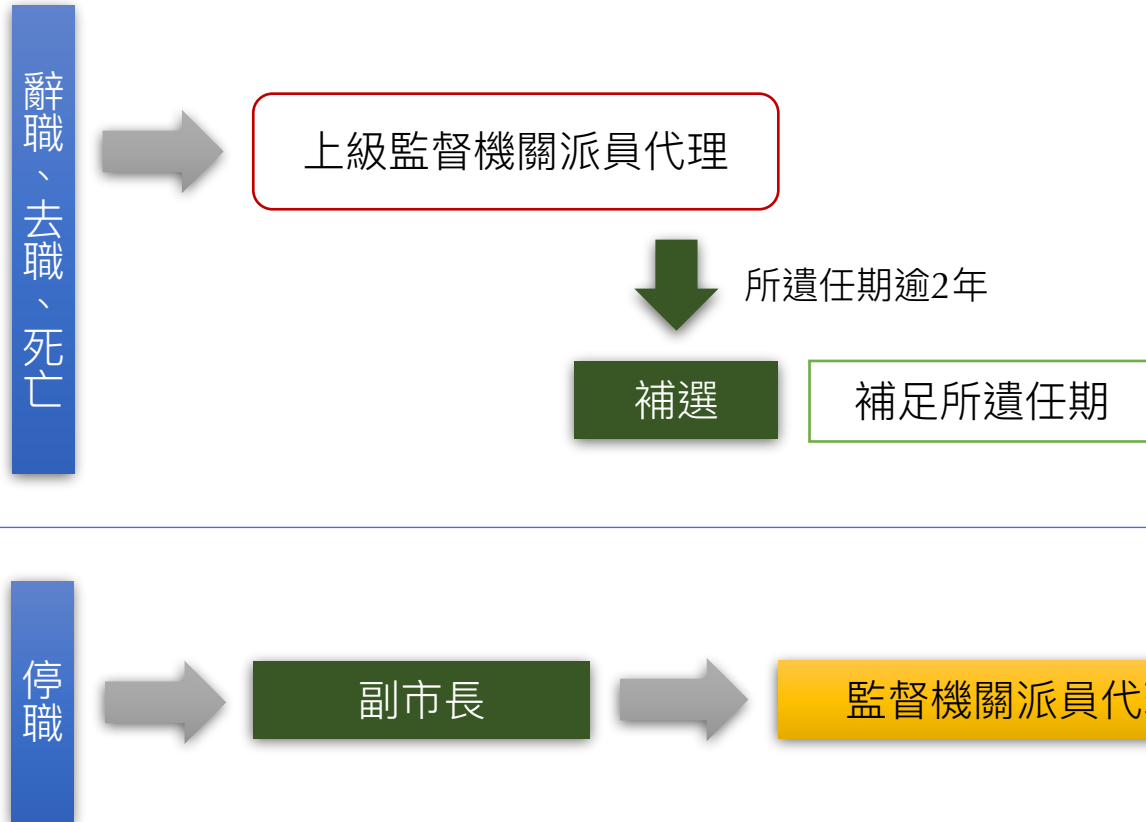 辭職、去職、死亡
上級監督機關派員代理
所遺任期逾2年
補選
補足所遺任期
停職
副市長
監督機關派員代